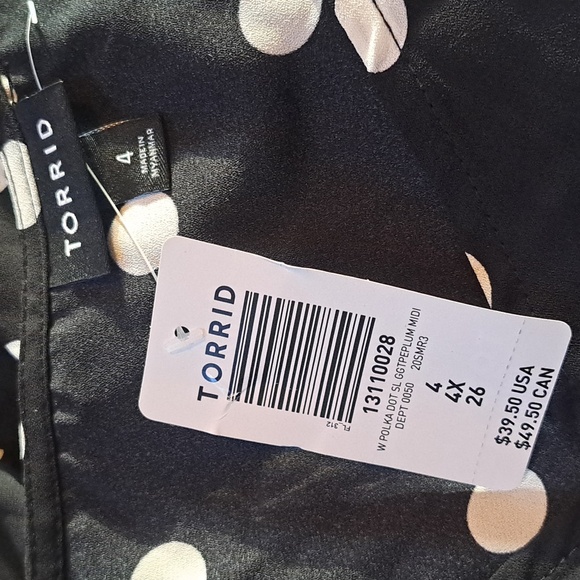 TORRID
4
MADE IN
MYANMAR
TORRID
13110028
FL_312
W POLKA DOT SL GGTPEPLUM MIDI
DEPT 0050 20SMR3
4
4X
26
$39.50 USA
$49.50 CAN